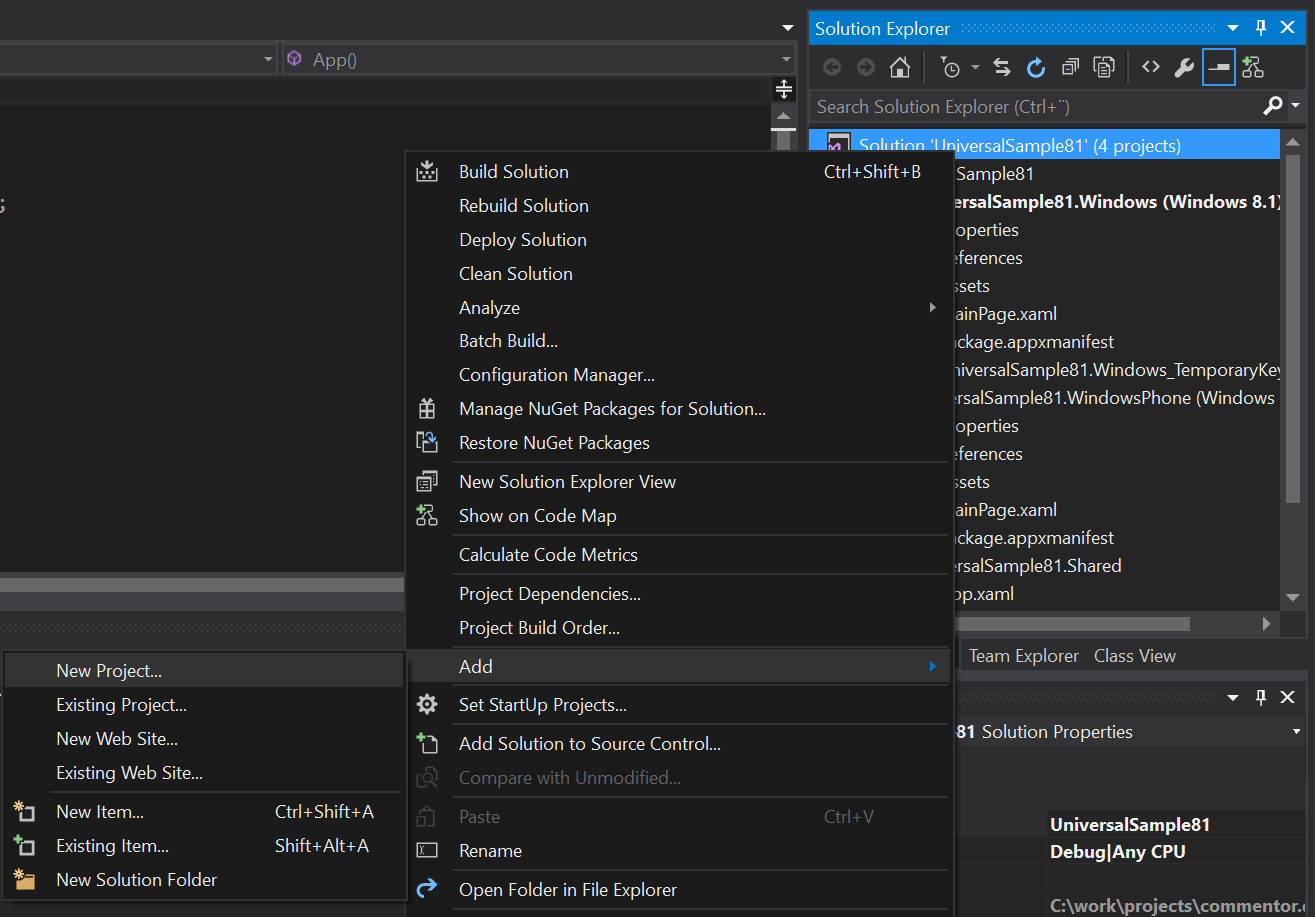 App()
;
Solution Explorer
Search Solution Explorer (Ctrl+¨)
Solution 'UniversalSample81' (4 projects)
Sample81
ersalSample81.Windows (Windows 8.1)
operties
eferences
ssets
ainPage.xaml
ckage.appxmanifest
niversalSample81.Windows_TemporaryKey
ersalSample81.WindowsPhone (Windows
operties
eferences
ssets
ainPage.xaml
ckage.appxmanifest
ersalSample81.Shared
pp.xaml
Team Explorer Class View
Build Solution Ctrl+Shift+B
Rebuild Solution
Deploy Solution
Clean Solution
Analyze
Batch Build...
Configuration Manager...
Manage NuGet Packages for Solution...
Restore NuGet Packages
New Solution Explorer View
Show on Code Map
Calculate Code Metrics
Project Dependencies...
Project Build Order...
Add
Set StartUp Projects...
Add Solution to Source Control...
Compare with Unmodified...
Paste Ctrl+V
Rename
Open Folder in File Explorer
New Project...
Existing Project...
New Web Site...
Existing Web Site...
New Item... Ctrl+Shift+A
Existing Item... Shift+Alt+A
New Solution Folder
81 Solution Properties
UniversalSample81
Debug|Any CPU
C:\work\projects\commentor.